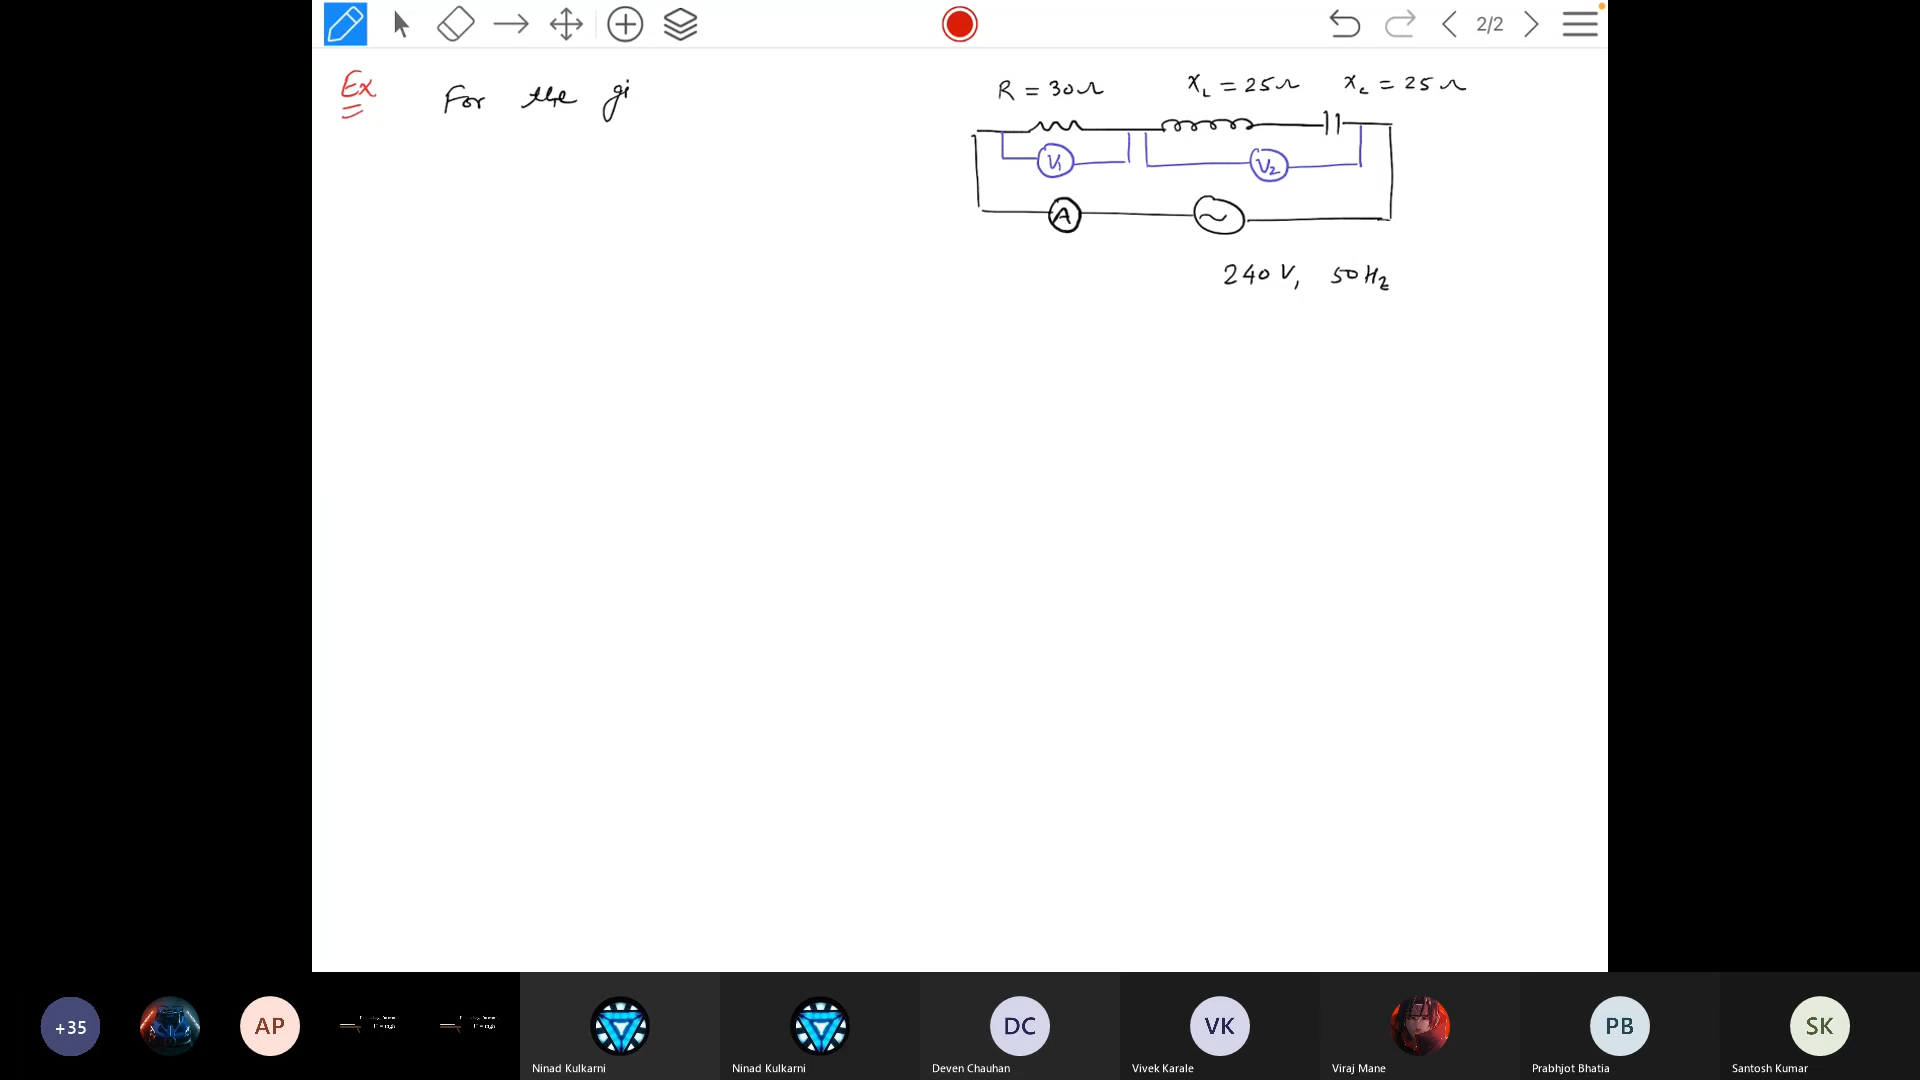 2/2
Ex For the gi
R = 30Ω XL = 25Ω Xc = 25Ω
V1 V2
A
240 V, 50 Hz
+35 AP DC VK PB SK
Ninad Kulkarni Ninad Kulkarni Deven Chauhan Vivek Karale Viraj Mane Prabhjot Bhatia Santosh Kumar